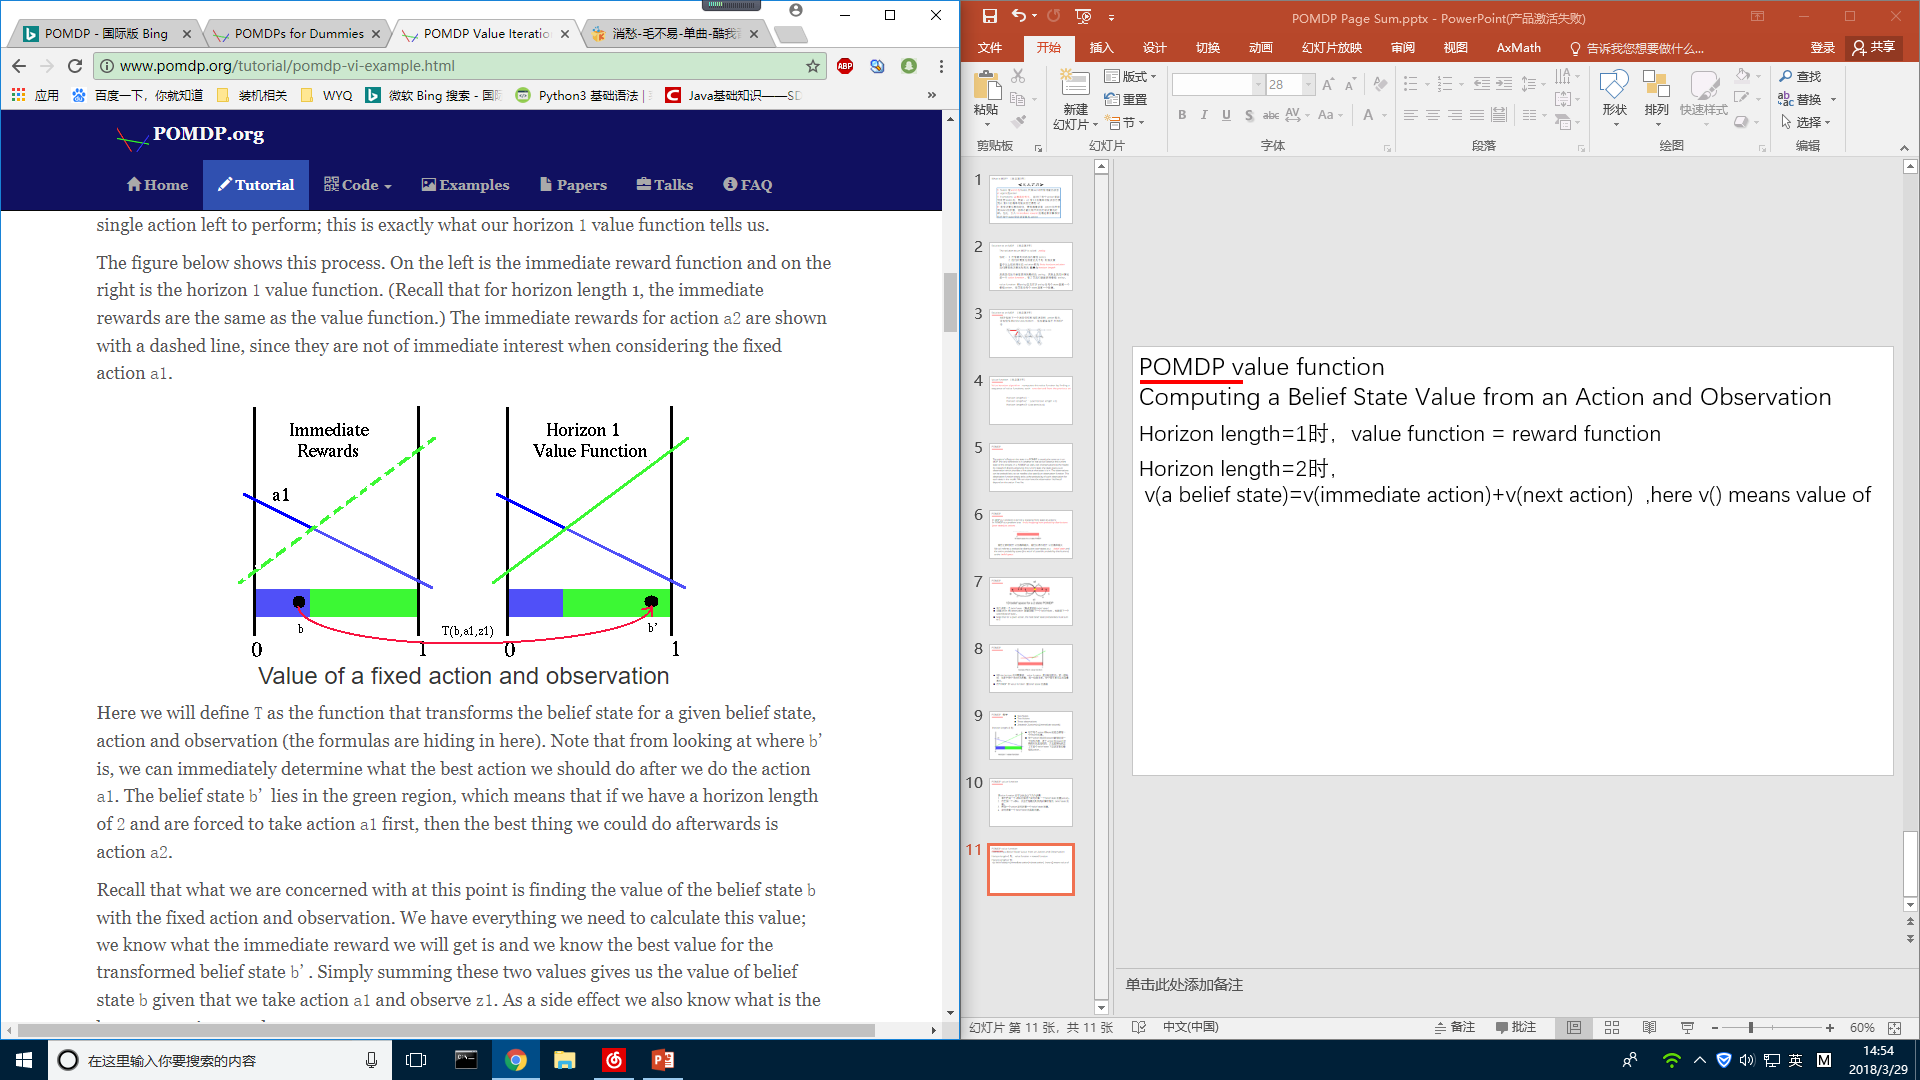 POMDP - 国际版 Bing
POMDPs for Dummies
POMDP Value Iteratio
消愁-毛不易-单曲-酷我
www.pomdp.org/tutorial/pomdp-vi-example.html
应用
百度一下，你就知道
装机相关
WYQ
微软 Bing 搜索 - 国
Python3 基础语法 |
Java基础知识——SD
»
POMDP.org
Home
Tutorial
Code
Examples
Papers
Talks
FAQ
single action left to perform; this is exactly what our horizon 1 value function tells us.
The figure below shows this process. On the left is the immediate reward function and on the
right is the horizon 1 value function. (Recall that for horizon length 1, the immediate
rewards are the same as the value function.) The immediate rewards for action a2 are shown
with a dashed line, since they are not of immediate interest when considering the fixed
action a1.
Immediate
Rewards
a1
Horizon 1
Value Function
b
T(b,a1,z1)
b'
0
1
0
1
Value of a fixed action and observation
Here we will define T as the function that transforms the belief state for a given belief state,
action and observation (the formulas are hiding in here). Note that from looking at where b'
is, we can immediately determine what the best action we should do after we do the action
a1. The belief state b' lies in the green region, which means that if we have a horizon length
of 2 and are forced to take action a1 first, then the best thing we could do afterwards is
action a2.
Recall that what we are concerned with at this point is finding the value of the belief state b
with the fixed action and observation. We have everything we need to calculate this value;
we know what the immediate reward we will get is and we know the best value for the
transformed belief state b'. Simply summing these two values gives us the value of belief
state b given that we take action a1 and observe z1. As a side effect we also know what is the
POMDP Page Sum.pptx - PowerPoint(产品激活失败)
文件
开始
插入
设计
切换
动画
幻灯片放映
审阅
视图
AxMath
告诉我您想要做什么...
登录
共享
粘贴
剪贴板
新建
幻灯片
版式
重置
节
幻灯片
28
B I U S abc AV Aa A
字体
段落
形状
排列
快速样式
绘图
查找
替换
选择
编辑
1
2
3
4
5
6
7
8
9
10
11
POMDP value function
Computing a Belief State Value from an Action and Observation
Horizon length=1时，value function = reward function
Horizon length=2时，
v(a belief state)=v(immediate action)+v(next action) ,here v() means value of
单击此处添加备注
幻灯片 第 11 张，共 11 张
中文(中国)
备注
批注
60%
在这里输入你要搜索的内容
英
M
14:54
2018/3/29